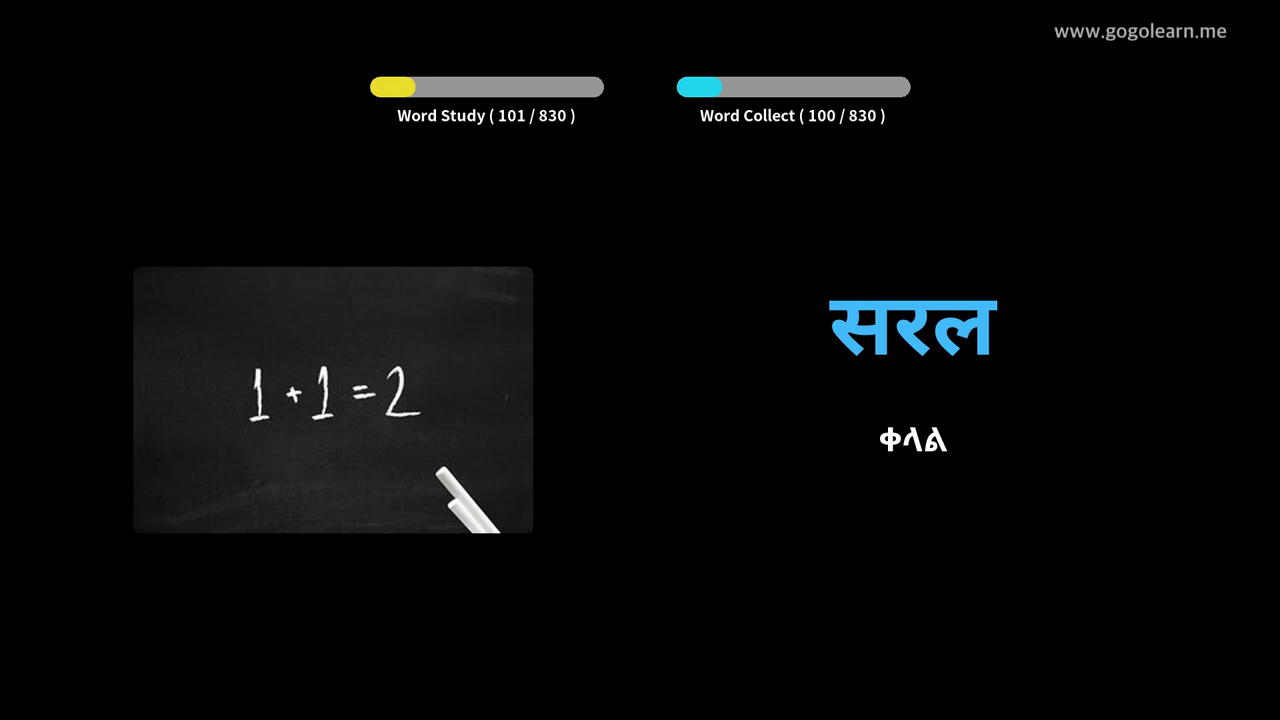 www.gogolearn.me
Word Study ( 101 / 830 )
Word Collect ( 100 / 830 )
1 + 1 = 2
सरल
ቀላል